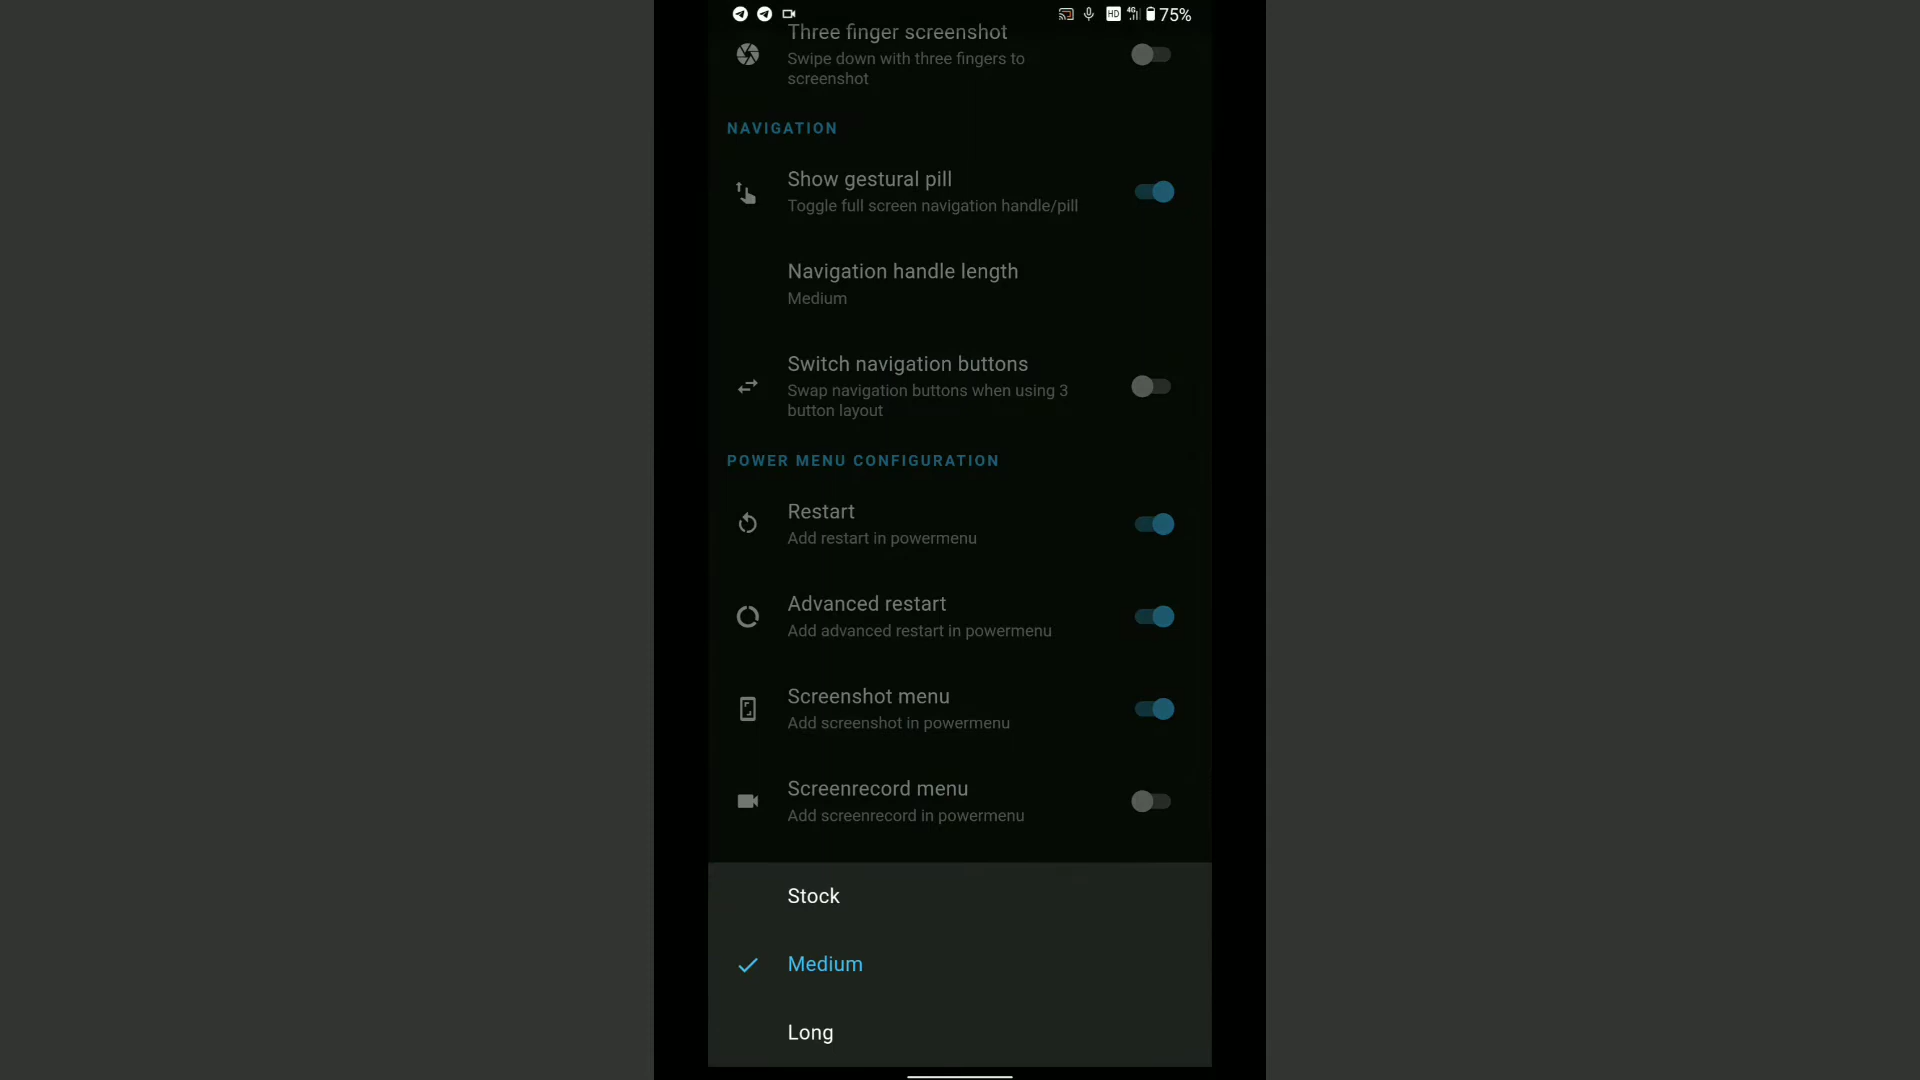 HD 4G 75%
Three finger screenshot
Swipe down with three fingers to
screenshot
NAVIGATION
Show gestural pill
Toggle full screen navigation handle/pill
Navigation handle length
Medium
Switch navigation buttons
Swap navigation buttons when using 3
button layout
POWER MENU CONFIGURATION
Restart
Add restart in powermenu
Advanced restart
Add advanced restart in powermenu
Screenshot menu
Add screenshot in powermenu
Screenrecord menu
Add screenrecord in powermenu
Stock
Medium
Long